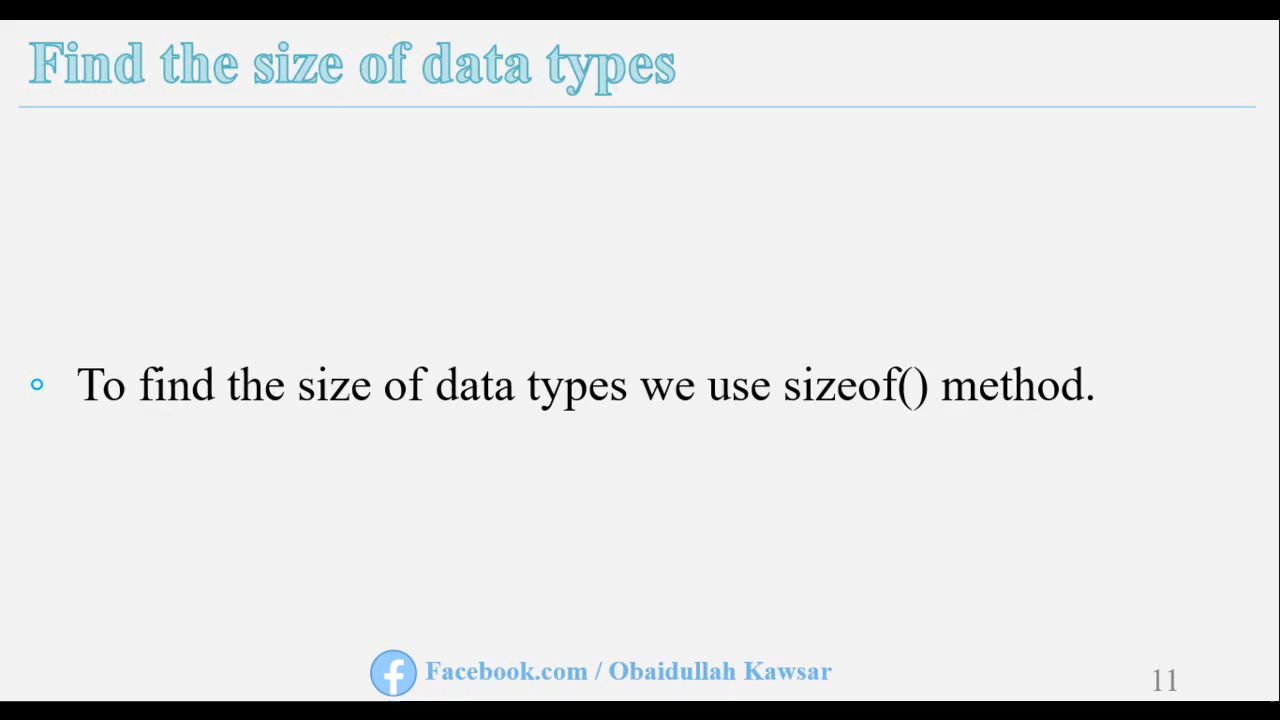 Find the size of data types
To find the size of data types we use sizeof() method.
Facebook.com / Obaidullah Kawsar
11